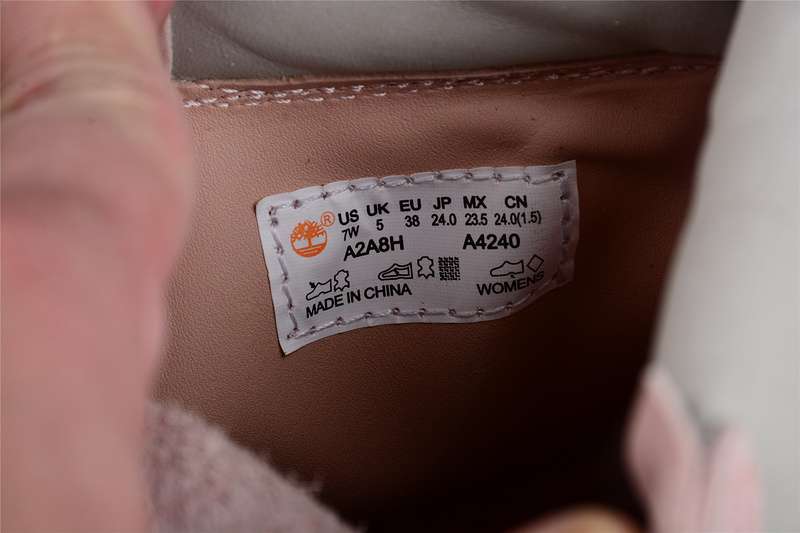 ® US UK EU JP MX CN
7W 5 38 24.0 23.5 24.0(1.5)
A2A8H A4240
MADE IN CHINA WOMENS